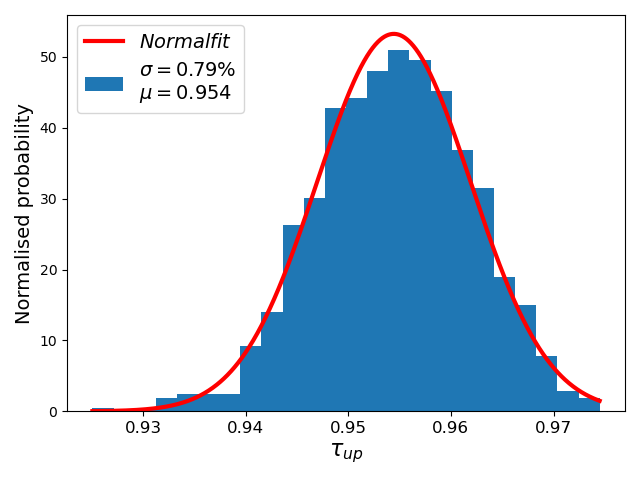 Normalfit
σ = 0.79%
μ = 0.954
50
40
30
20
10
0
Normalised probability
0.93 0.94 0.95 0.96 0.97
τ_up